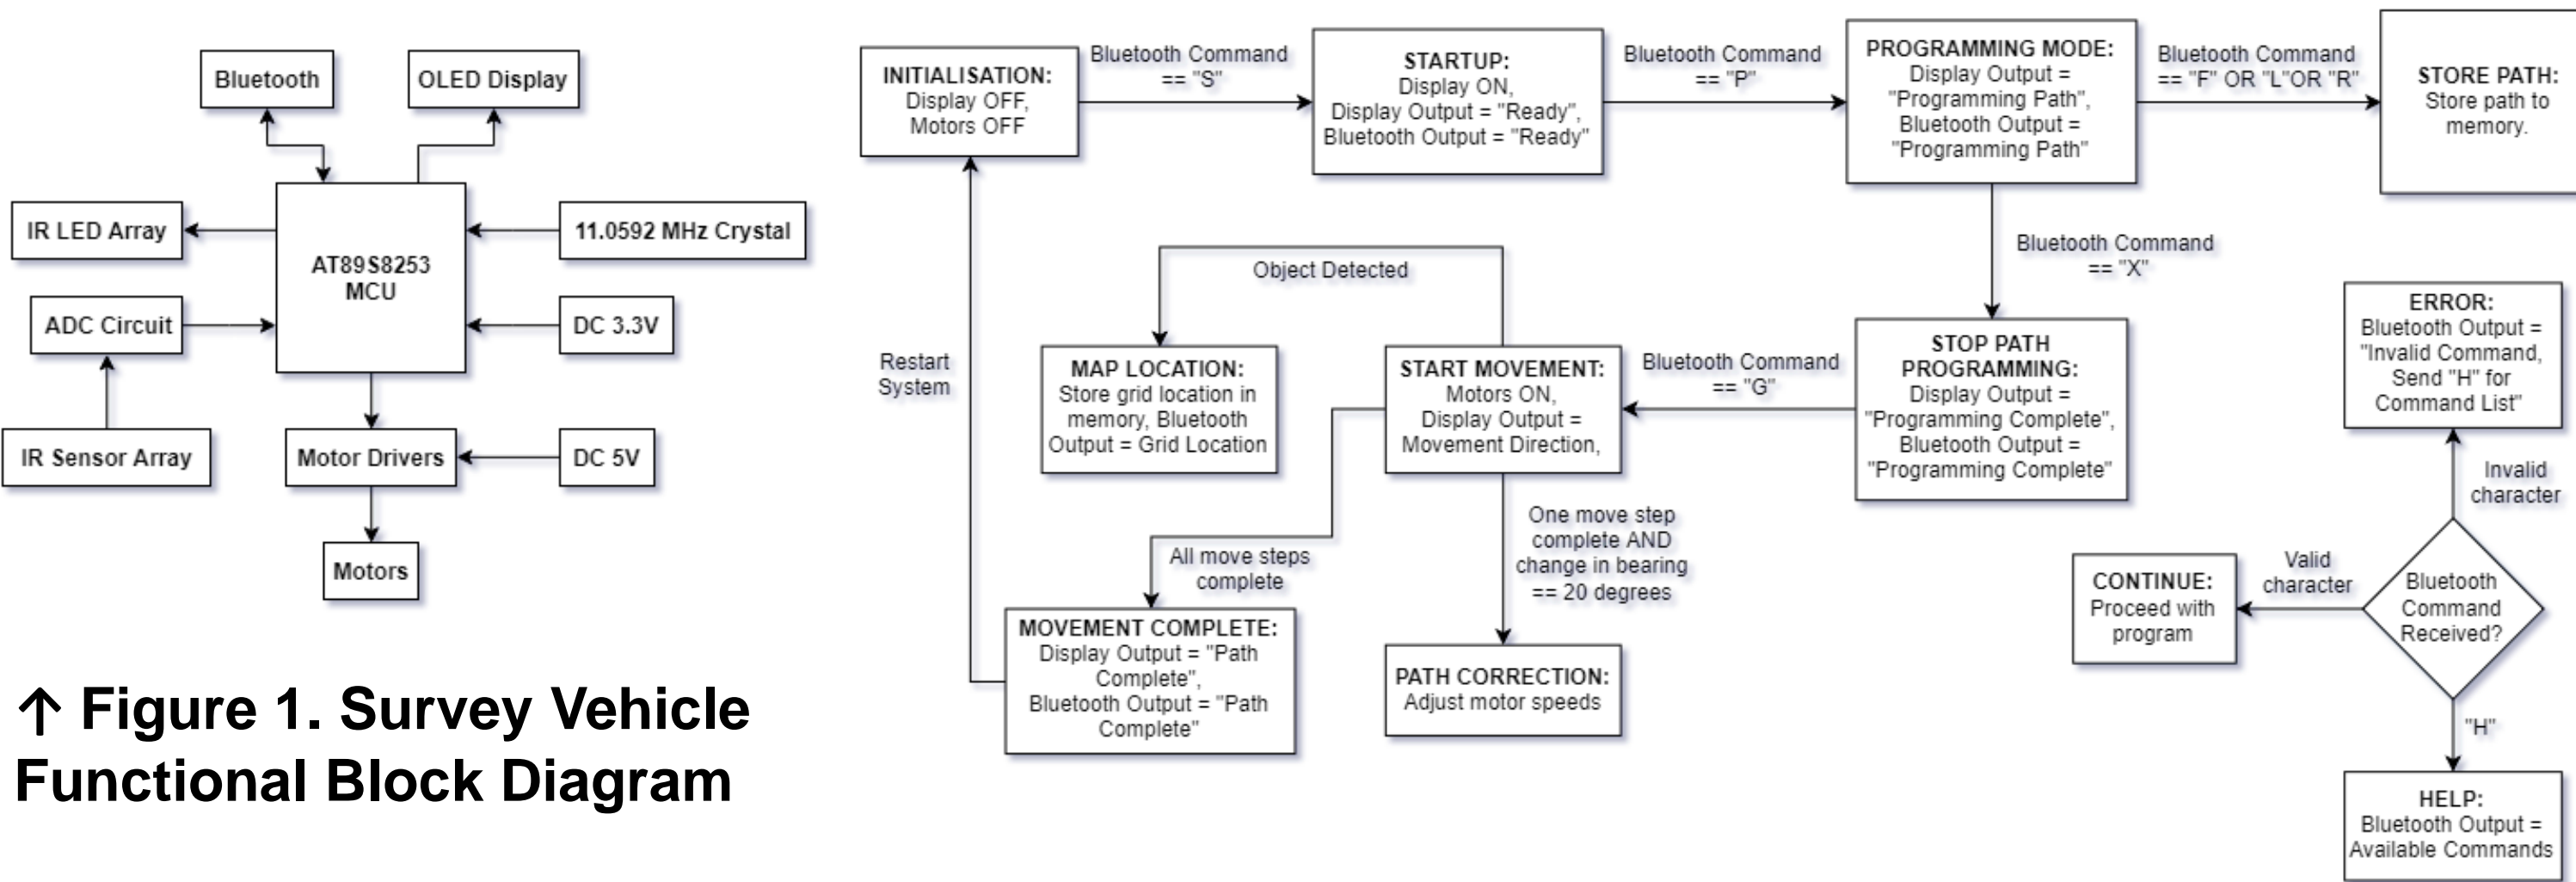 Bluetooth
OLED Display
IR LED Array
11.0592 MHz Crystal
AT89S8253
MCU
ADC Circuit
DC 3.3V
IR Sensor Array
Motor Drivers
DC 5V
Motors
↑ Figure 1. Survey Vehicle
Functional Block Diagram
INITIALISATION:
Display OFF,
Motors OFF
Bluetooth Command
== "S"
STARTUP:
Display ON,
Display Output = "Ready",
Bluetooth Output = "Ready"
Bluetooth Command
== "P"
PROGRAMMING MODE:
Display Output =
"Programming Path",
Bluetooth Output =
"Programming Path"
Bluetooth Command
== "F" OR "L"OR "R"
STORE PATH:
Store path to
memory.
Bluetooth Command
== "X"
STOP PATH
PROGRAMMING:
Display Output =
"Programming Complete",
Bluetooth Output =
"Programming Complete"
Bluetooth Command
== "G"
START MOVEMENT:
Motors ON,
Display Output =
Movement Direction,
Object Detected
MAP LOCATION:
Store grid location in
memory, Bluetooth
Output = Grid Location
Restart
System
All move steps
complete
MOVEMENT COMPLETE:
Display Output = "Path
Complete",
Bluetooth Output = "Path
Complete"
One move step
complete AND
change in bearing
== 20 degrees
PATH CORRECTION:
Adjust motor speeds
ERROR:
Bluetooth Output =
"Invalid Command,
Send "H" for
Command List"
Invalid
character
Bluetooth
Command
Received?
Valid
character
CONTINUE:
Proceed with
program
"H"
HELP:
Bluetooth Output =
Available Commands